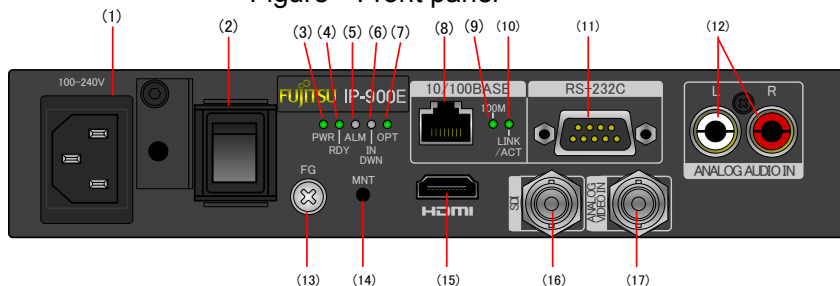 Figure Front panel
(1)
(2)
(3) (4) (5) (6) (7)
(8)
(9) (10)
(11)
(12)
100-240V
FUJITSU IP-900E
PWR
RDY
ALM
IN
DWN
OPT
10/100BASE
100M
LINK
/ACT
RS-232C
L
R
ANALOG AUDIO IN
FG
MNT
HDMI
SDI
ANALOG
VIDEO IN
(13)
(14)
(15)
(16)
(17)